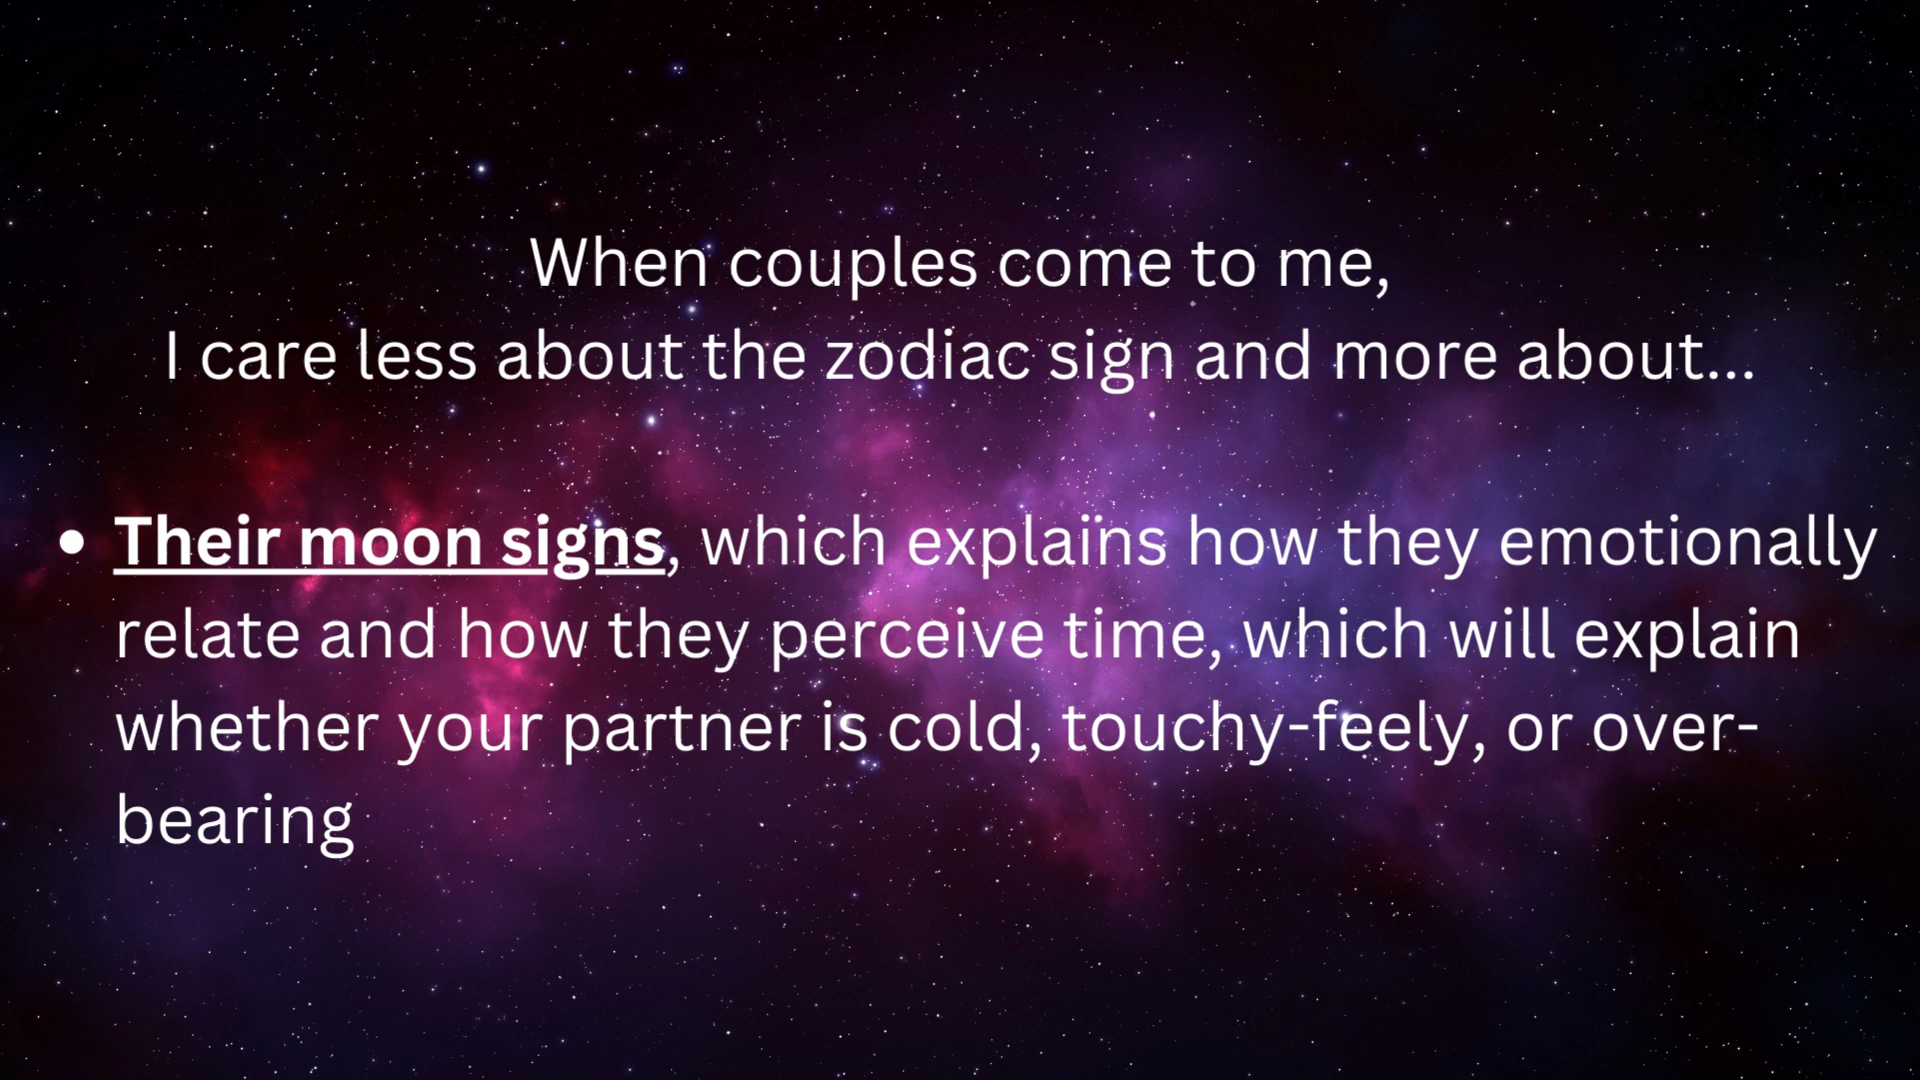 When couples come to me,
I care less about the zodiac sign and more about...
• Their moon signs, which explains how they emotionally
relate and how they perceive time, which will explain
whether your partner is cold, touchy-feely, or over-
bearing